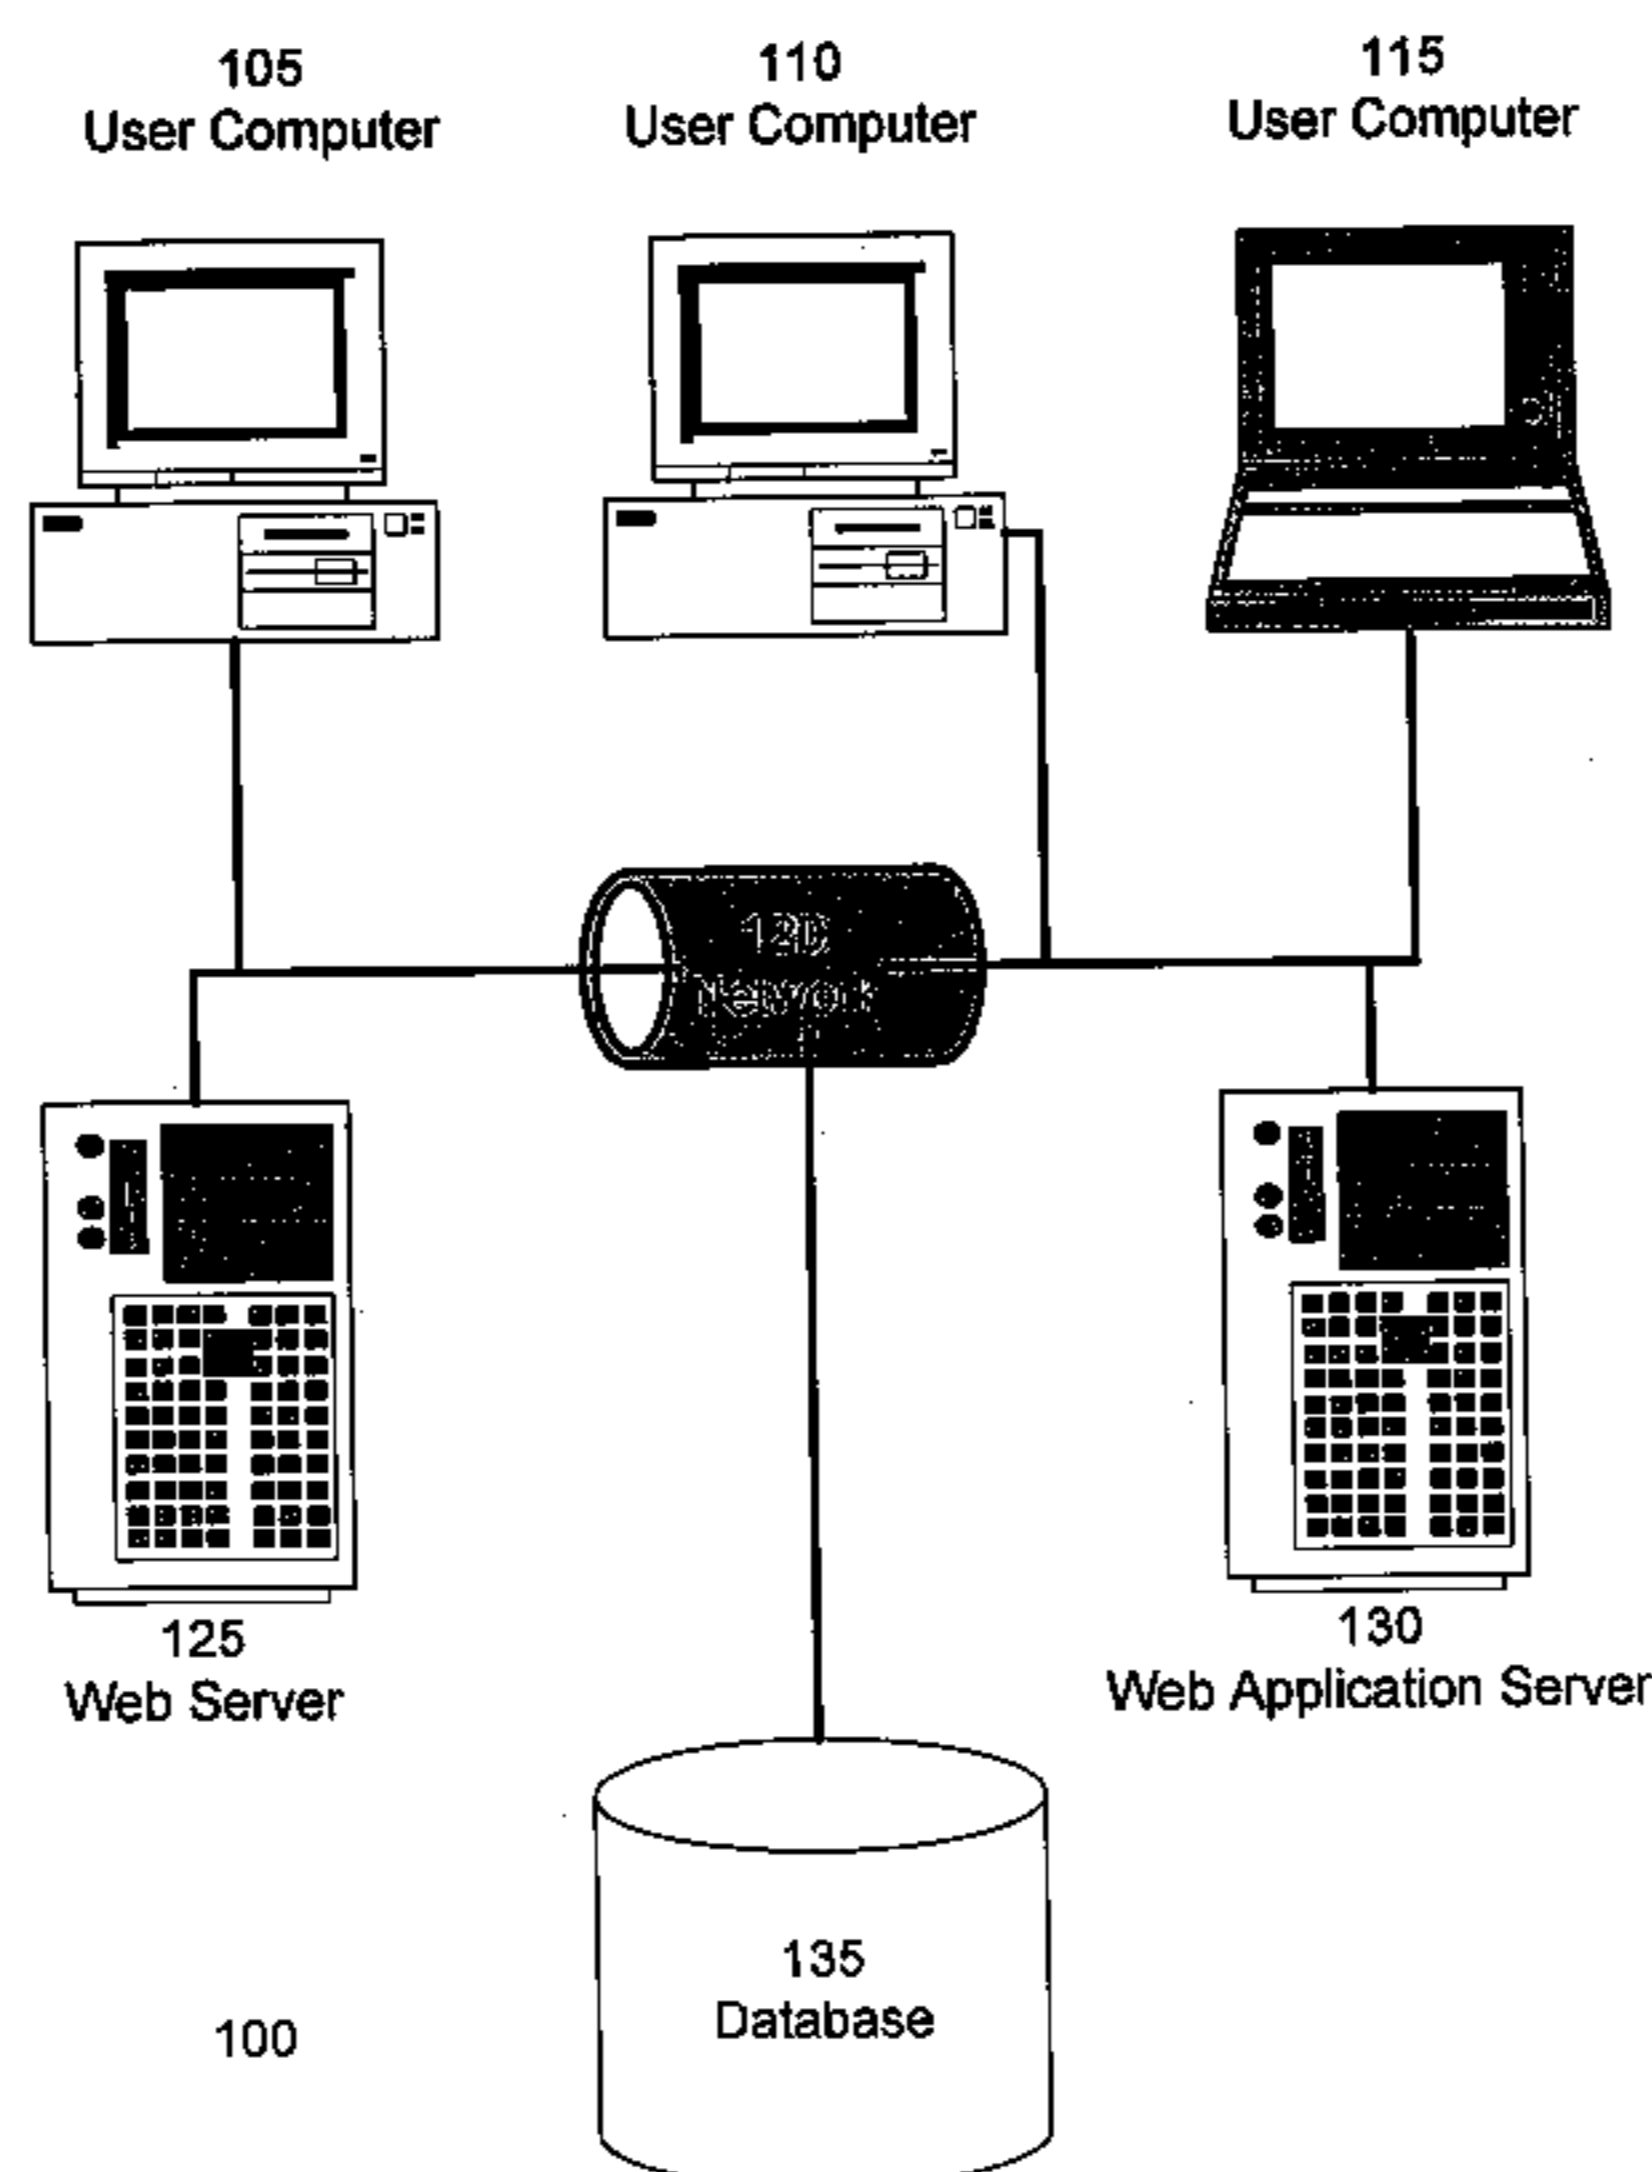 105
User Computer
110
User Computer
115
User Computer
120
Network
125
Web Server
130
Web Application Server
135
Database
100